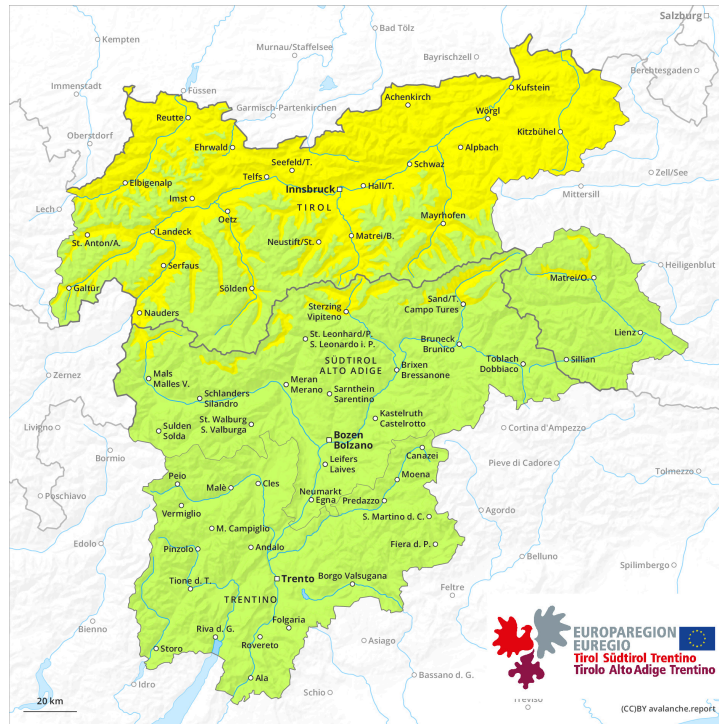 Salzburg
Kempten
Bad Tölz
Murnau/Staffelsee
Bayrischzell
Berchtesgaden
Immenstadt
Füssen
Achenkirch
Kufstein
Garmisch-Partenkirchen
Reutte
Wörgl
Oberstdorf
Ehrwald
Kitzbühel
Alpbach
Seefeld/T.
Schwaz
Telfs
Zell/See
Elbigenalp
Innsbruck
Hall/T.
Mittersill
Imst
TIROL
Lech
Oetz
Mayrhofen
St. Anton/A.
Landeck
Neustift/St.
Matrei/B.
Serfaus
Heiligenblut
Matrei/O.
Galtür
Sölden
Sand/T.
Campo Tures
Nauders
Sterzing
Vipiteno
Lienz
St. Leonhard/P.
S. Leonardo i. P.
Bruneck
Brunico
Toblach
Dobbiaco
Sillian
SÜDTIROL
ALTO ADIGE
Brixen
Bressanone
Zernez
Mals
Malles V.
Meran
Merano
Sarnthein
Sarentino
Schlanders
Silandro
Kastelruth
Castelrotto
St. Walburg
S. Valburga
Sulden
Solda
Livigno
Cortina d'Ampezzo
Bozen
Bolzano
Canazei
Bormio
Leifers
Laives
Pieve di Cadore
Tolmezzo
Moena
Peio
Cles
Malè
Neumarkt
Egna
Predazzo
Poschiavo
Vermiglio
Agordo
S. Martino d. C.
M. Campiglio
Edolo
Fiera d. P.
Pinzolo
Andalo
Belluno
Spilimbergo
Trento
Borgo Valsugana
Tione d. T.
Feltre
TRENTINO
Folgaria
Bienno
Riva d. G.
Rovereto
Asiago
Storo
Ala
Bassano d. G.
Idro
Schio
Treviso
EUROPAREGION
EUREGIO
Tirol Südtirol Trentino
Tirolo Alto Adige Trentino
20 km
(CC)BY avalanche.report